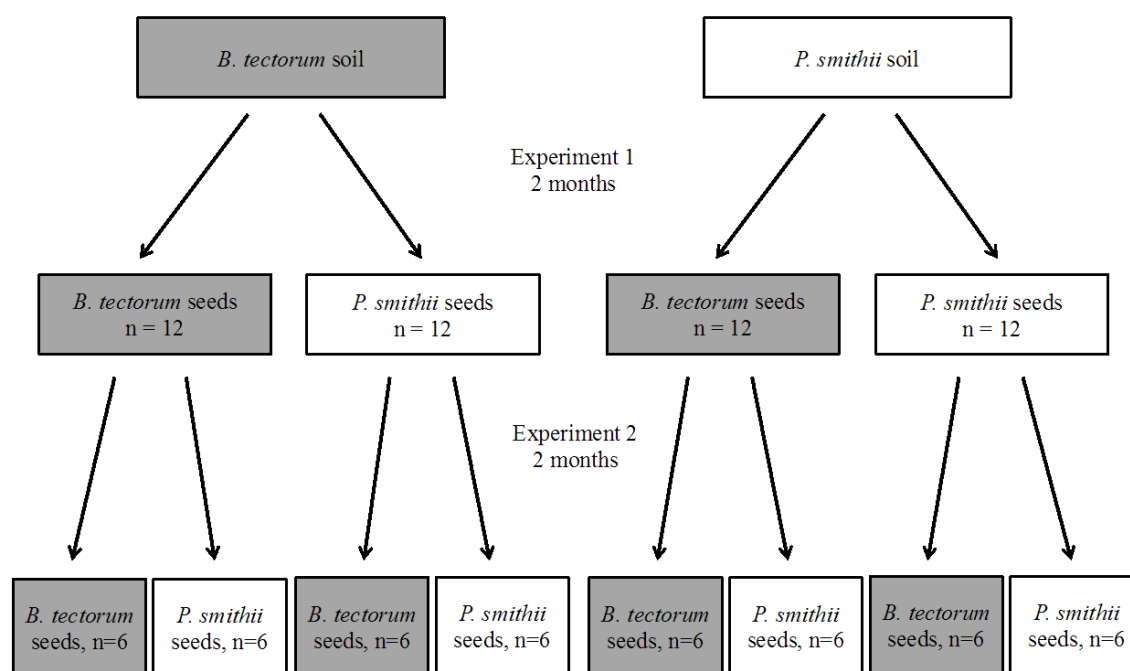 B. tectorum soil
P. smithii soil
Experiment 1
2 months
B. tectorum seeds
n = 12
P. smithii seeds
n = 12
B. tectorum seeds
n = 12
P. smithii seeds
n = 12
Experiment 2
2 months
B. tectorum
seeds, n=6
P. smithii
seeds, n=6
B. tectorum
seeds, n=6
P. smithii
seeds, n=6
B. tectorum
seeds, n=6
P. smithii
seeds, n=6
B. tectorum
seeds, n=6
P. smithii
seeds, n=6